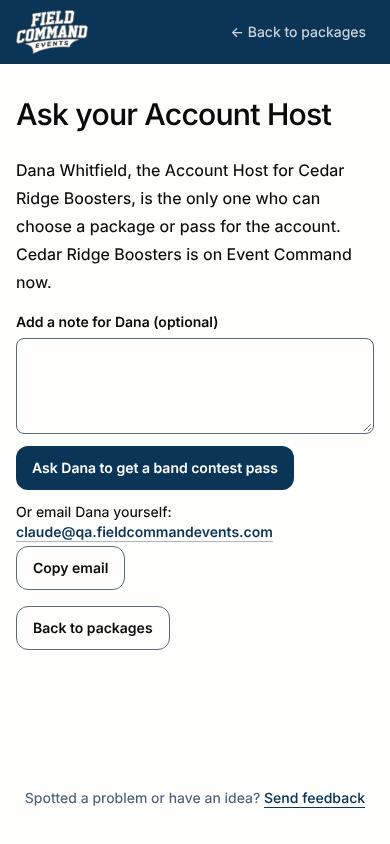 FIELD
COMMAND
EVENTS
← Back to packages
Ask your Account Host
Dana Whitfield, the Account Host for Cedar
Ridge Boosters, is the only one who can
choose a package or pass for the account.
Cedar Ridge Boosters is on Event Command
now.
Add a note for Dana (optional)
Ask Dana to get a band contest pass
Or email Dana yourself:
claude@qa.fieldcommandevents.com
Copy email
Back to packages
Spotted a problem or have an idea? Send feedback